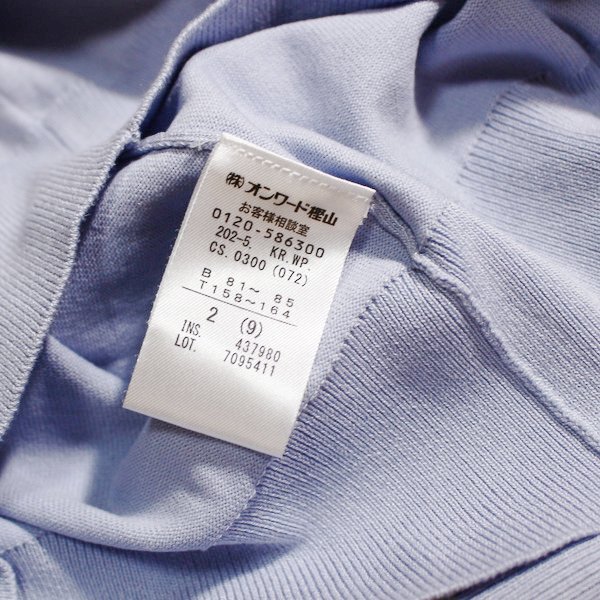 (株)オンワード樫山
お客様相談室
0120-586300
202-5. KR.WP.
CS.0300(072)
B 81～ 85
T158～164
2 (9)
INS. 437980
LOT. 7095411